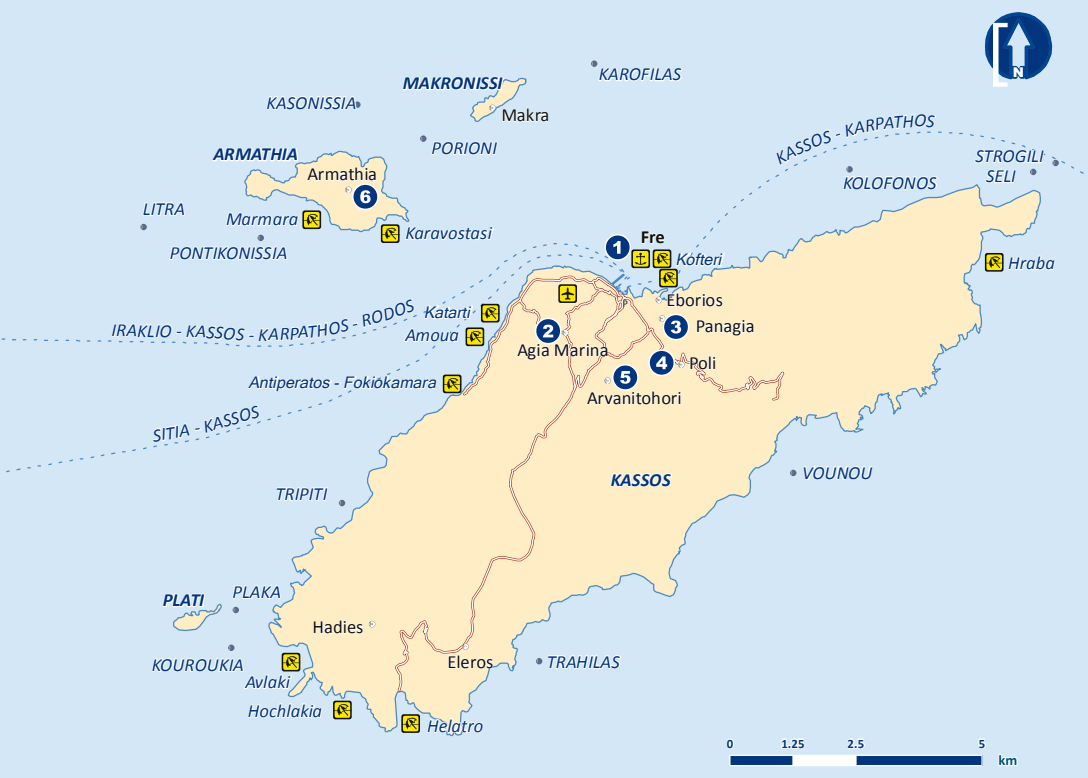 N
KAROFILAS
MAKRONISSI
KASONISSIA
Makra
KASSOS - KARPATHOS
PORIONI
ARMATHIA
STROGILI
Armathia
SELI
KOLOFONOS
6
LITRA
Marmara
Karavostasi
PONTIKONISSIA
1
Fre
Kofteri
Hraba
Eborios
Katarti
IRAKLIO - KASSOS - KARPATHOS - RODOS
P
2
3
Panagia
Amoua
Agia Marina
4
Poli
5
Antiperatos - Fokiokamara
Arvanitohori
SITIA - KASSOS
VOUNOU
KASSOS
TRIPITI
PLATI
PLAKA
Hadies
KOUROUKIA
Eleros
TRAHILAS
Avlaki
Hochlakia
Helatro
0 1.25 2.5 5
km